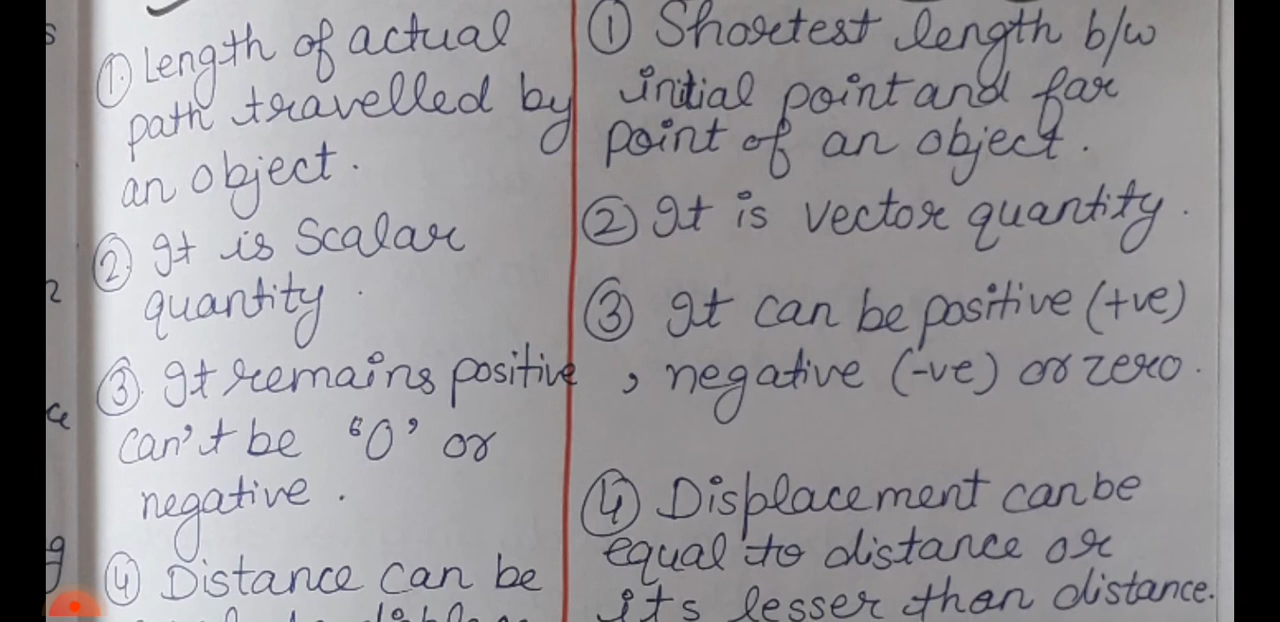 ① Length of actual
path travelled by
an object.
② It is Scalar
quantity.
③ It remains positive
can't be "0" or
negative.
④ Distance can be
① Shortest length b/w
initial point and far
point of an object.
② It is vector quantity.
③ It can be positive (+ve)
, negative (-ve) or zero.
④ Displacement can be
equal to distance or
its lesser than distance.